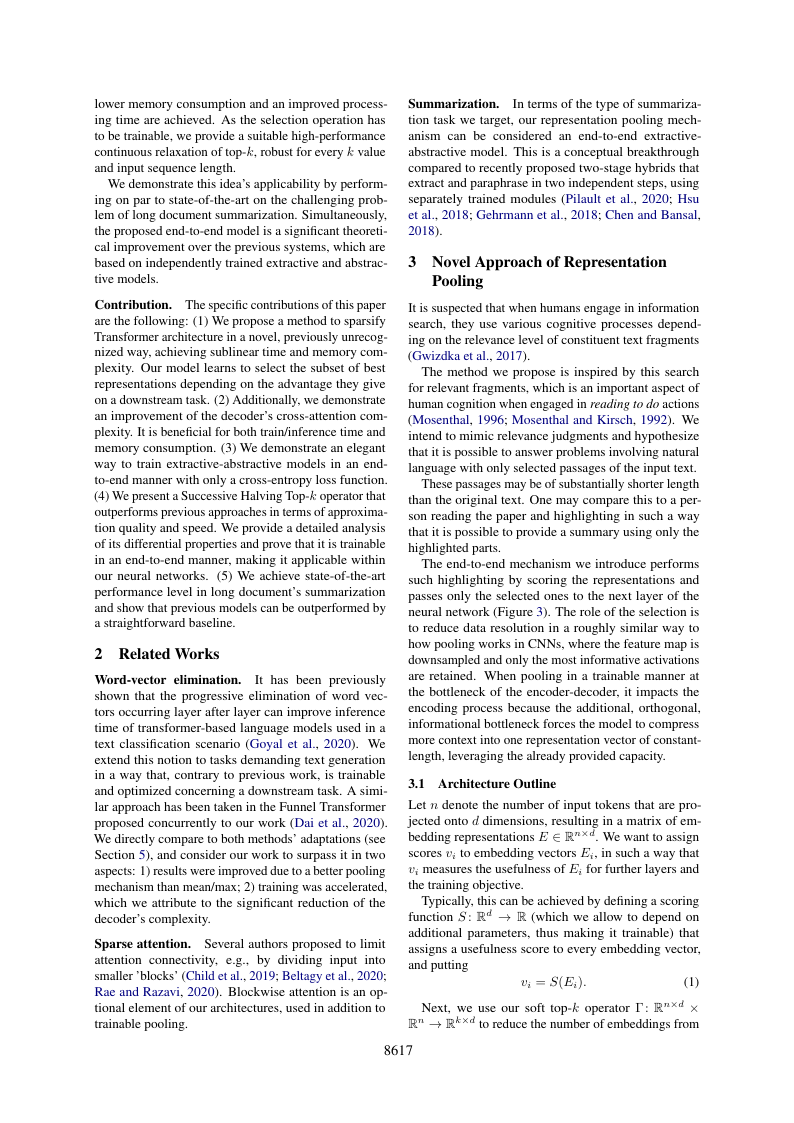 lower memory consumption and an improved process-
ing time are achieved. As the selection operation has
to be trainable, we provide a suitable high-performance
continuous relaxation of top-k, robust for every k value
and input sequence length.
We demonstrate this idea's applicability by perform-
ing on par to state-of-the-art on the challenging prob-
lem of long document summarization. Simultaneously,
the proposed end-to-end model is a significant theoreti-
cal improvement over the previous systems, which are
based on independently trained extractive and abstrac-
tive models.
Contribution. The specific contributions of this paper
are the following: (1) We propose a method to sparsify
Transformer architecture in a novel, previously unrecog-
nized way, achieving sublinear time and memory com-
plexity. Our model learns to select the subset of best
representations depending on the advantage they give
on a downstream task. (2) Additionally, we demonstrate
an improvement of the decoder's cross-attention com-
plexity. It is beneficial for both train/inference time and
memory consumption. (3) We demonstrate an elegant
way to train extractive-abstractive models in an end-
to-end manner with only a cross-entropy loss function.
(4) We present a Successive Halving Top-k operator that
outperforms previous approaches in terms of approxima-
tion quality and speed. We provide a detailed analysis
of its differential properties and prove that it is trainable
in an end-to-end manner, making it applicable within
our neural networks. (5) We achieve state-of-the-art
performance level in long document's summarization
and show that previous models can be outperformed by
a straightforward baseline.
2 Related Works
Word-vector elimination. It has been previously
shown that the progressive elimination of word vec-
tors occurring layer after layer can improve inference
time of transformer-based language models used in a
text classification scenario (Goyal et al., 2020). We
extend this notion to tasks demanding text generation
in a way that, contrary to previous work, is trainable
and optimized concerning a downstream task. A simi-
lar approach has been taken in the Funnel Transformer
proposed concurrently to our work (Dai et al., 2020).
We directly compare to both methods' adaptations (see
Section 5), and consider our work to surpass it in two
aspects: 1) results were improved due to a better pooling
mechanism than mean/max; 2) training was accelerated,
which we attribute to the significant reduction of the
decoder's complexity.
Sparse attention. Several authors proposed to limit
attention connectivity, e.g., by dividing input into
smaller 'blocks' (Child et al., 2019; Beltagy et al., 2020;
Rae and Razavi, 2020). Blockwise attention is an op-
tional element of our architectures, used in addition to
trainable pooling.
Summarization. In terms of the type of summariza-
tion task we target, our representation pooling mech-
anism can be considered an end-to-end extractive-
abstractive model. This is a conceptual breakthrough
compared to recently proposed two-stage hybrids that
extract and paraphrase in two independent steps, using
separately trained modules (Pilault et al., 2020; Hsu
et al., 2018; Gehrmann et al., 2018; Chen and Bansal,
2018).
3 Novel Approach of Representation
Pooling
It is suspected that when humans engage in information
search, they use various cognitive processes depend-
ing on the relevance level of constituent text fragments
(Gwizdka et al., 2017).
The method we propose is inspired by this search
for relevant fragments, which is an important aspect of
human cognition when engaged in reading to do actions
(Mosenthal, 1996; Mosenthal and Kirsch, 1992). We
intend to mimic relevance judgments and hypothesize
that it is possible to answer problems involving natural
language with only selected passages of the input text.
These passages may be of substantially shorter length
than the original text. One may compare this to a per-
son reading the paper and highlighting in such a way
that it is possible to provide a summary using only the
highlighted parts.
The end-to-end mechanism we introduce performs
such highlighting by scoring the representations and
passes only the selected ones to the next layer of the
neural network (Figure 3). The role of the selection is
to reduce data resolution in a roughly similar way to
how pooling works in CNNs, where the feature map is
downsampled and only the most informative activations
are retained. When pooling in a trainable manner at
the bottleneck of the encoder-decoder, it impacts the
encoding process because the additional, orthogonal,
informational bottleneck forces the model to compress
more context into one representation vector of constant-
length, leveraging the already provided capacity.
3.1 Architecture Outline
Let n denote the number of input tokens that are pro-
jected onto d dimensions, resulting in a matrix of em-
bedding representations E ∈ ℝ^{n×d}. We want to assign
scores v_i to embedding vectors E_i, in such a way that
v_i measures the usefulness of E_i for further layers and
the training objective.
Typically, this can be achieved by defining a scoring
function S: ℝ^d → ℝ (which we allow to depend on
additional parameters, thus making it trainable) that
assigns a usefulness score to every embedding vector,
and putting
v_i = S(E_i). (1)
Next, we use our soft top-k operator Γ: ℝ^{n×d} ×
ℝ^n → ℝ^{k×d} to reduce the number of embeddings from
8617